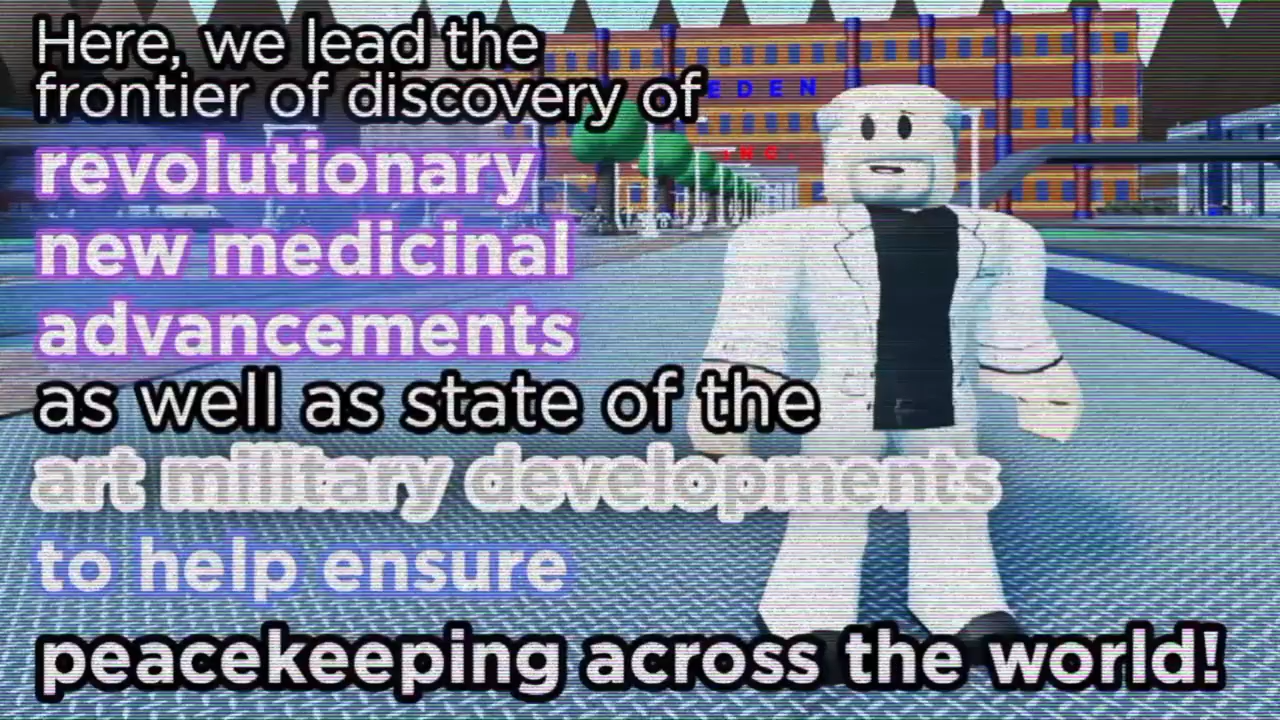 Here, we lead the
frontier of discovery of
revolutionary
new medicinal
advancements
as well as state of the
art military developments
to help ensure
peacekeeping across the world!
EDEN
INC